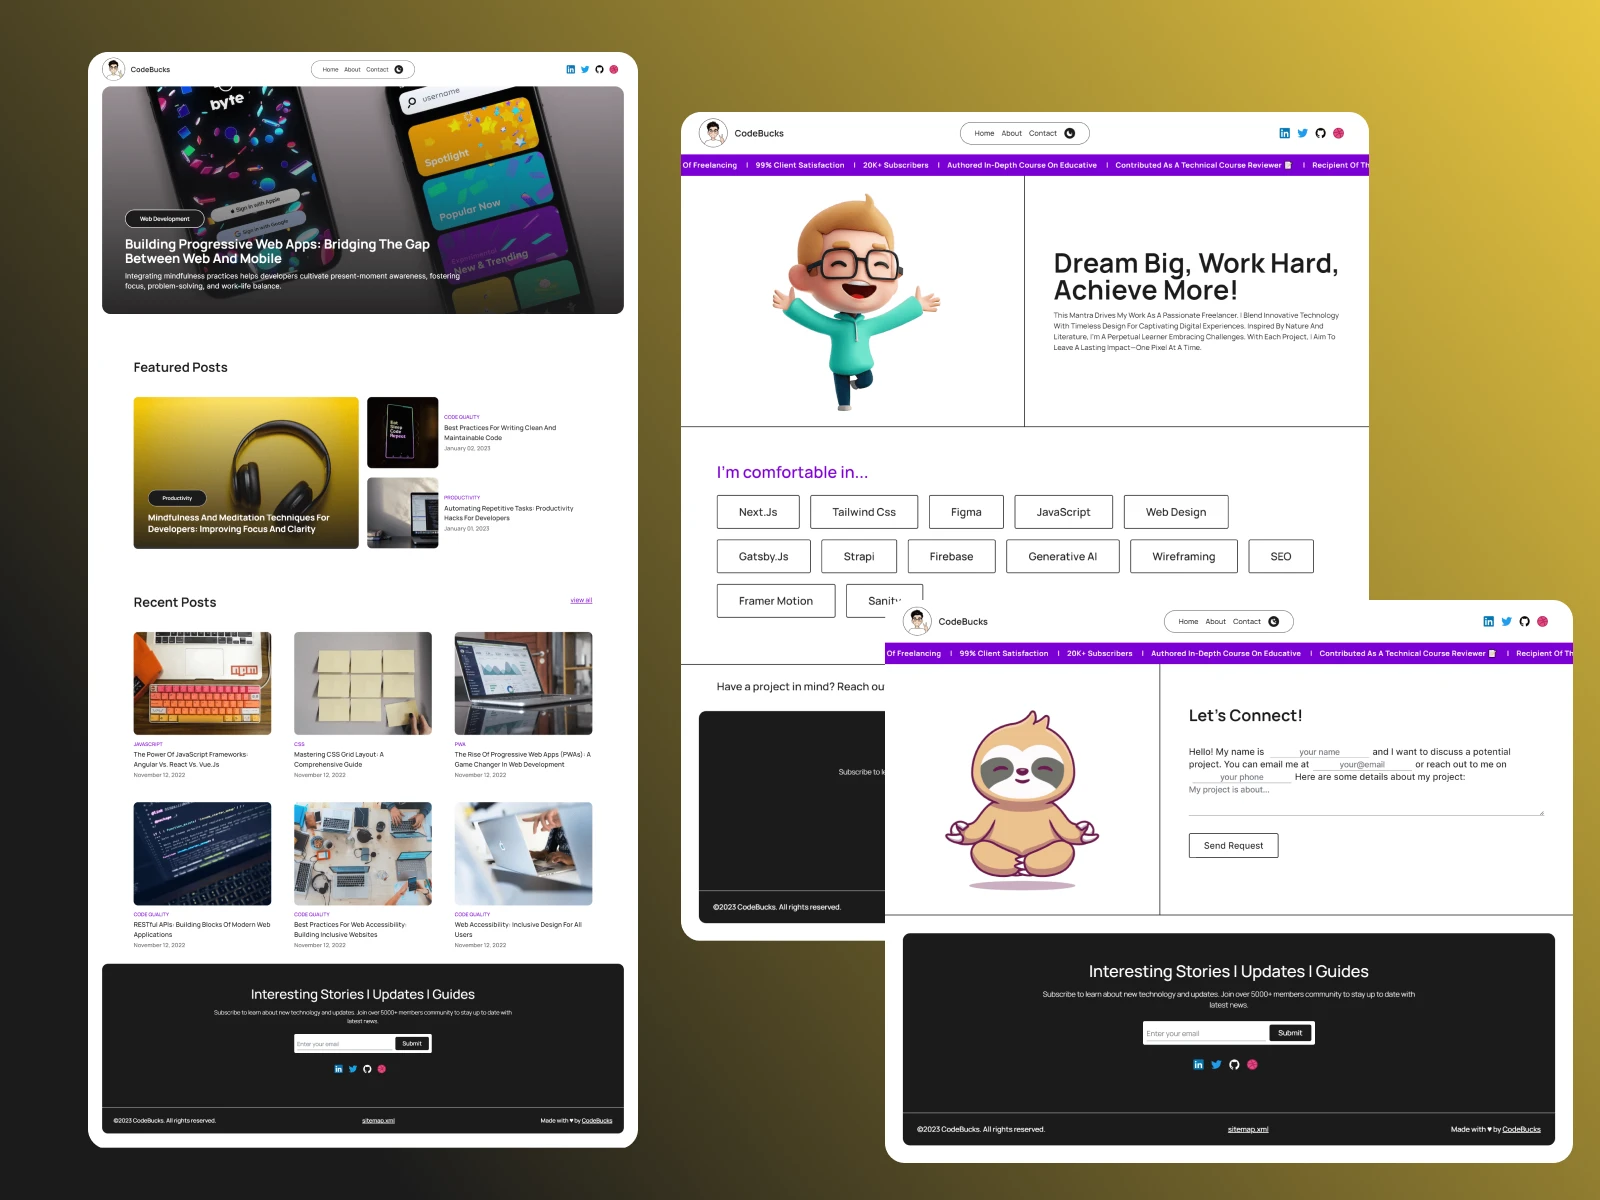 CodeBucks
Home About Contact
byte
username
Spotlight
Popular Now
New & Trending
Sign in with Apple
Sign in with Google
Web Development
Building Progressive Web Apps: Bridging The Gap
Between Web And Mobile
Integrating mindfulness practices helps developers cultivate present-moment awareness, fostering
focus, problem-solving, and work-life balance.
Featured Posts
Productivity
Mindfulness And Meditation Techniques For
Developers: Improving Focus And Clarity
Eat
Sleep
Code
Repeat
CODE QUALITY
Best Practices For Writing Clean And
Maintainable Code
January 02, 2023
PRODUCTIVITY
Automating Repetitive Tasks: Productivity
Hacks For Developers
January 01, 2023
Recent Posts
view all
npm
JAVASCRIPT
The Power Of JavaScript Frameworks:
Angular Vs. React Vs. Vue.Js
November 12, 2022
CSS
Mastering CSS Grid Layout: A
Comprehensive Guide
November 12, 2022
PWA
The Rise Of Progressive Web Apps (PWAs): A
Game Changer In Web Development
November 12, 2022
CODE QUALITY
RESTful APIs: Building Blocks Of Modern Web
Applications
November 12, 2022
CODE QUALITY
Best Practices For Web Accessibility:
Building Inclusive Websites
November 12, 2022
CODE QUALITY
Web Accessibility: Inclusive Design For All
Users
November 12, 2022
Interesting Stories | Updates | Guides
Subscribe to learn about new technology and updates. Join over 5000+ members community to stay up to date with
latest news.
Enter your email
Submit
©2023 CodeBucks. All rights reserved.
sitemap.xml
Made with ♥ by CodeBucks
CodeBucks
Home About Contact
Of Freelancing | 99% Client Satisfaction | 20K+ Subscribers | Authored In-Depth Course On Educative | Contributed As A Technical Course Reviewer | Recipient Of Th
Dream Big, Work Hard,
Achieve More!
This Mantra Drives My Work As A Passionate Freelancer. I Blend Innovative Technology
With Timeless Design For Captivating Digital Experiences. Inspired By Nature And
Literature, I'm A Perpetual Learner Embracing Challenges. With Each Project, I Aim To
Leave A Lasting Impact—One Pixel At A Time.
I'm comfortable in...
Next.Js
Tailwind Css
Figma
JavaScript
Web Design
Gatsby.Js
Strapi
Firebase
Generative AI
Wireframing
SEO
Framer Motion
Sanity
Have a project in mind? Reach ou
Subscribe to le
©2023 CodeBucks. All rights reserved.
CodeBucks
Home About Contact
Of Freelancing | 99% Client Satisfaction | 20K+ Subscribers | Authored In-Depth Course On Educative | Contributed As A Technical Course Reviewer | Recipient Of Th
Let's Connect!
Hello! My name is your name and I want to discuss a potential
project. You can email me at your@email or reach out to me on
your phone Here are some details about my project:
My project is about...
Send Request
Interesting Stories | Updates | Guides
Subscribe to learn about new technology and updates. Join over 5000+ members community to stay up to date with
latest news.
Enter your email
Submit
©2023 CodeBucks. All rights reserved.
sitemap.xml
Made with ♥ by CodeBucks